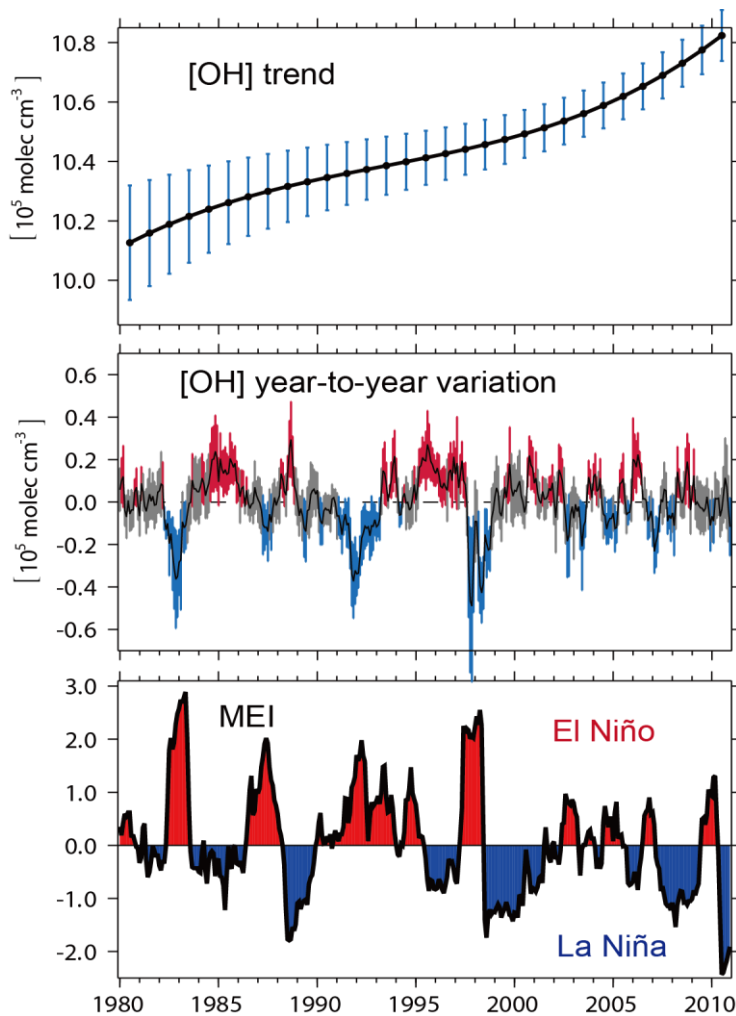 [OH] trend
[ 10⁵ molec cm⁻³ ]
10.8
10.6
10.4
10.2
10.0
[OH] year-to-year variation
[ 10⁵ molec cm⁻³ ]
0.6
0.4
0.2
0.0
-0.2
-0.4
-0.6
MEI
El Niño
La Niña
3.0
2.0
1.0
0.0
-1.0
-2.0
1980 1985 1990 1995 2000 2005 2010